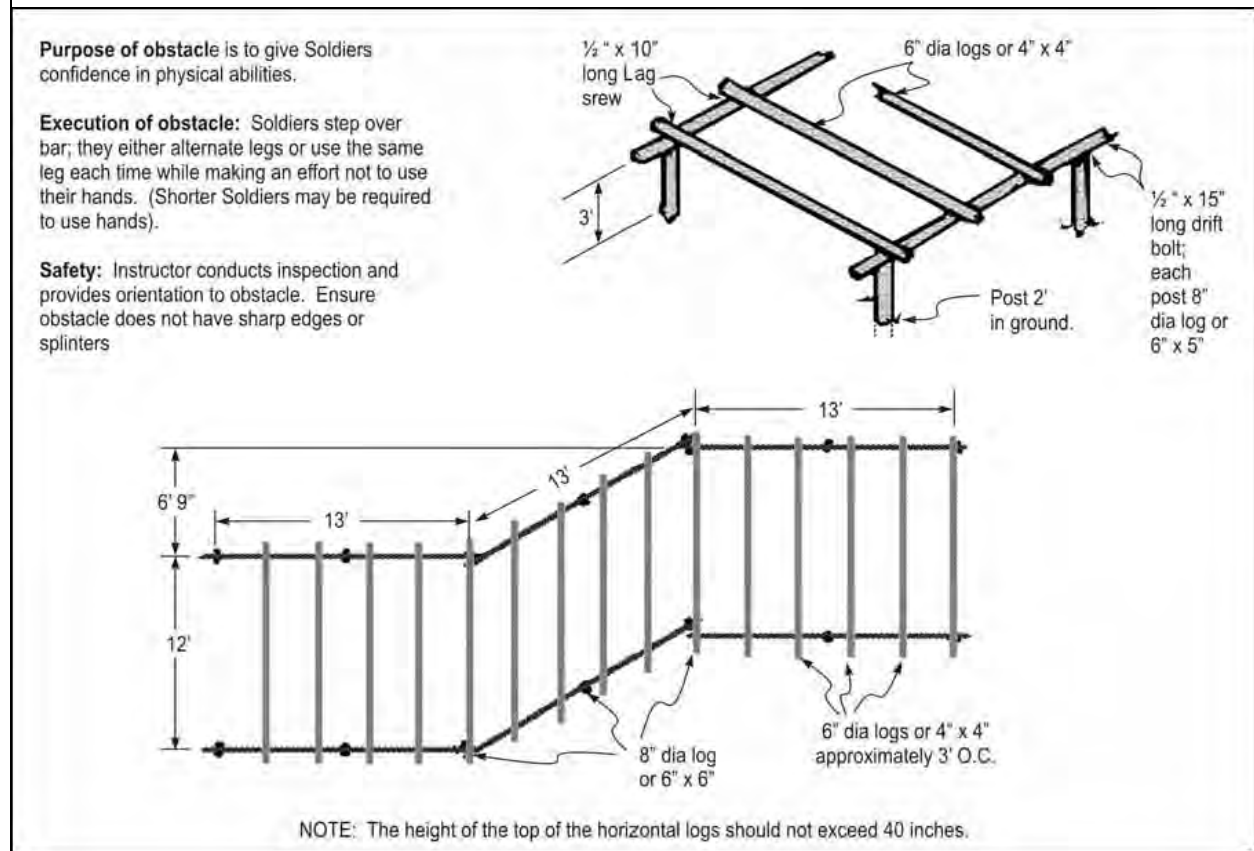 Purpose of obstacle is to give Soldiers
confidence in physical abilities.
Execution of obstacle: Soldiers step over
bar; they either alternate legs or use the same
leg each time while making an effort not to use
their hands. (Shorter Soldiers may be required
to use hands).
Safety: Instructor conducts inspection and
provides orientation to obstacle. Ensure
obstacle does not have sharp edges or
splinters
½ “ x 10”
long Lag
srew
6” dia logs or 4” x 4”
3’
½ “ x 15”
long drift
bolt;
each
post 8”
dia log or
6” x 5”
Post 2’
in ground.
13’
13’
6’ 9”
13’
12’
8” dia log
or 6” x 6”
6” dia logs or 4” x 4”
approximately 3’ O.C.
NOTE: The height of the top of the horizontal logs should not exceed 40 inches.